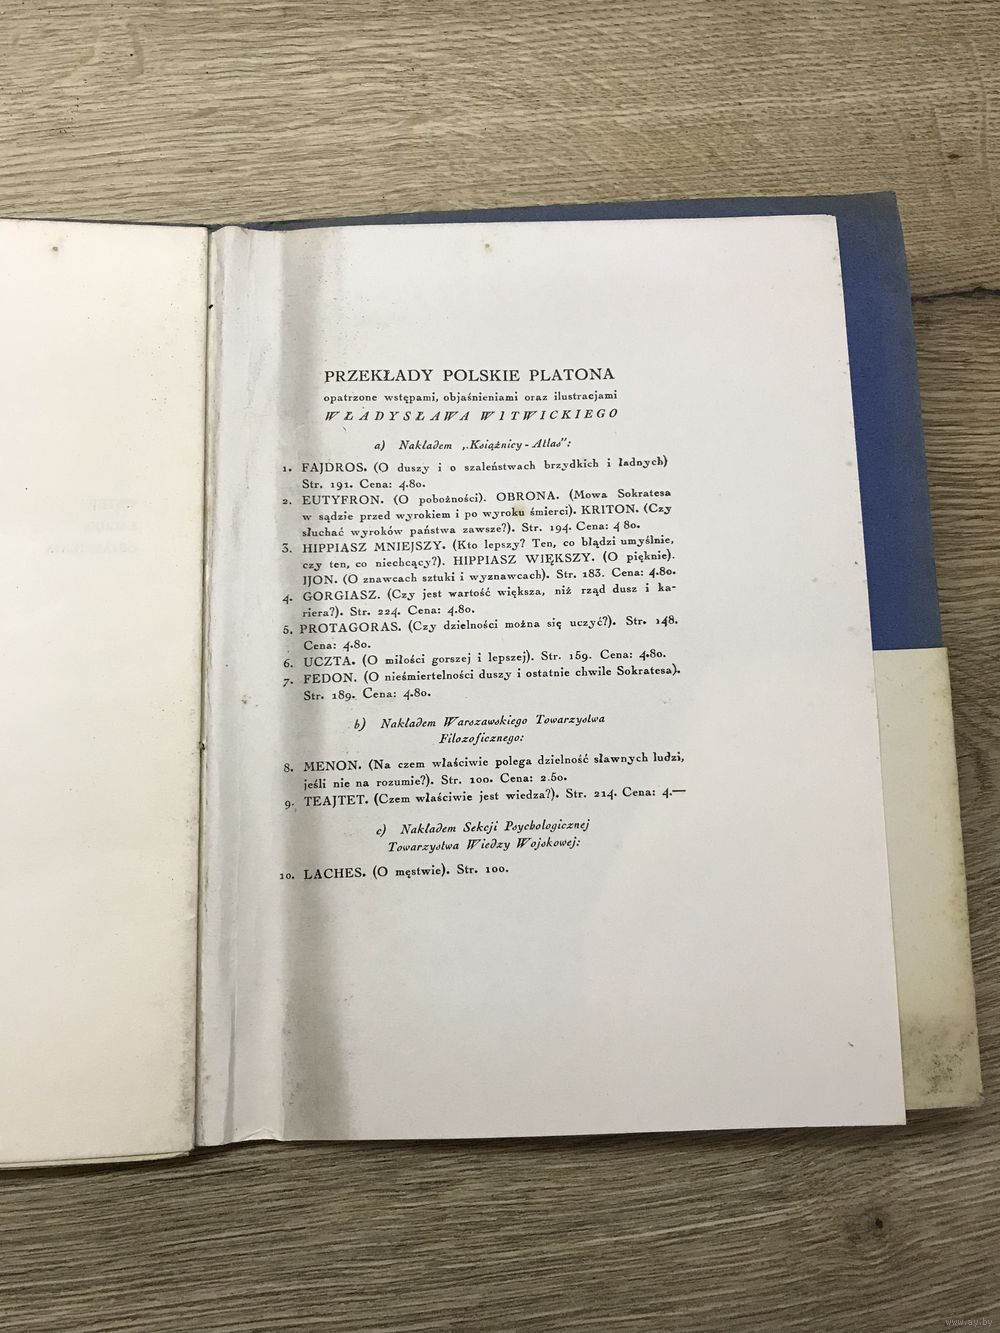 PRZEKŁADY POLSKIE PLATONA
opatrzone wstępami, objaśnieniami oraz ilustracjami
WŁADYSŁAWA WITWICKIEGO
a) Nakładem „Książnicy-Atlas":
1. FAJDROS. (O duszy i o szaleństwach brzydkich i ładnych)
Str. 191. Cena: 4.80.
2. EUTYFRON. (O pobożności). OBRONA. (Mowa Sokratesa
w sądzie przed wyrokiem i po wyroku śmierci). KRITON. (Czy
słuchać wyroków państwa zawsze?). Str. 194. Cena: 4 80.
3. HIPPIASZ MNIEJSZY. (Kto lepszy? Ten, co błądzi umyślnie,
czy ten, co niechcący?). HIPPIASZ WIĘKSZY. (O pięknie).
IJON. (O znawcach sztuki i wyznawcach). Str. 183. Cena: 4.80.
4. GORGIASZ. (Czy jest wartość większa, niż rząd dusz i ka-
riera?). Str. 224. Cena: 4.80.
5. PROTAGORAS. (Czy dzielności można się uczyć?). Str. 148.
Cena: 4.80.
6. UCZTA. (O miłości gorszej i lepszej). Str. 159. Cena: 4.80.
7. FEDON. (O nieśmiertelności duszy i ostatnie chwile Sokratesa).
Str. 189. Cena: 4.80.
b) Nakładem Warszawskiego Towarzystwa
Filozoficznego:
8. MENON. (Na czem właściwie polega dzielność sławnych ludzi,
jeśli nie na rozumie?). Str. 100. Cena: 2.50.
9. TEAJTET. (Czem właściwie jest wiedza?). Str. 214. Cena: 4.—
c) Nakładem Sekcji Psychologicznej
Towarzystwa Wiedzy Wojskowej:
10. LACHES. (O męstwie). Str. 100.
www.ay.by